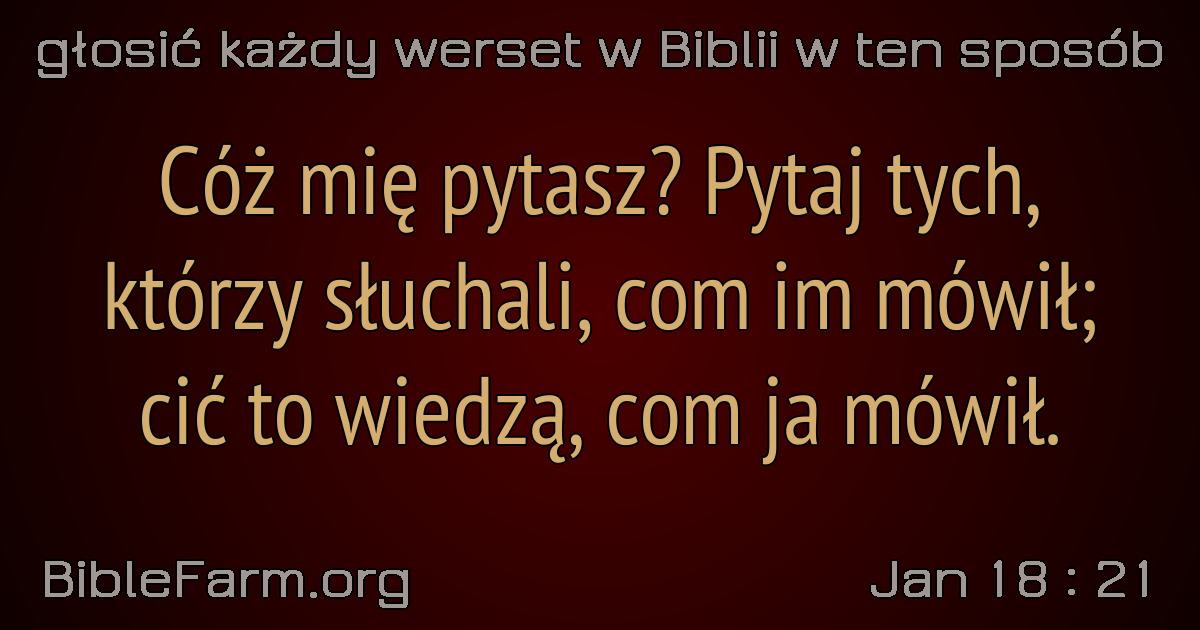 głosić każdy werset w Biblii w ten sposób
Cóż mię pytasz? Pytaj tych,
którzy słuchali, com im mówił;
cić to wiedzą, com ja mówił.
BibleFarm.org
Jan 18 : 21